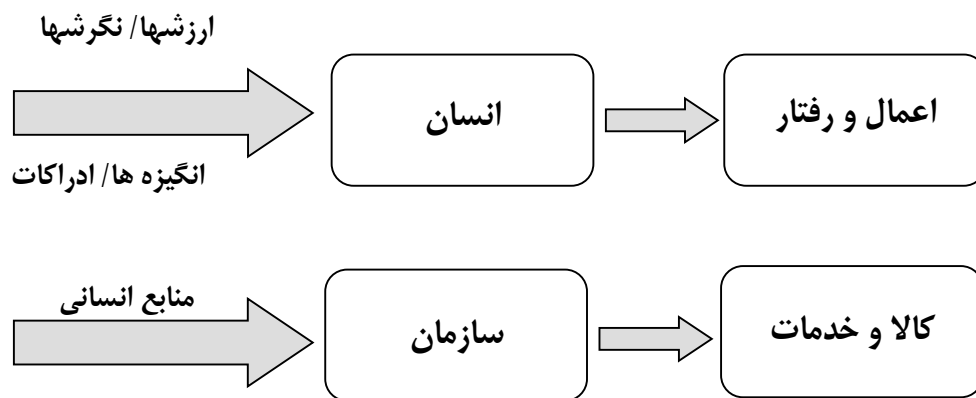 ارزشها/ نگرشها
انسان
اعمال و رفتار
انگیزه ها/ ادراکات
منابع انسانی
سازمان
کالا و خدمات